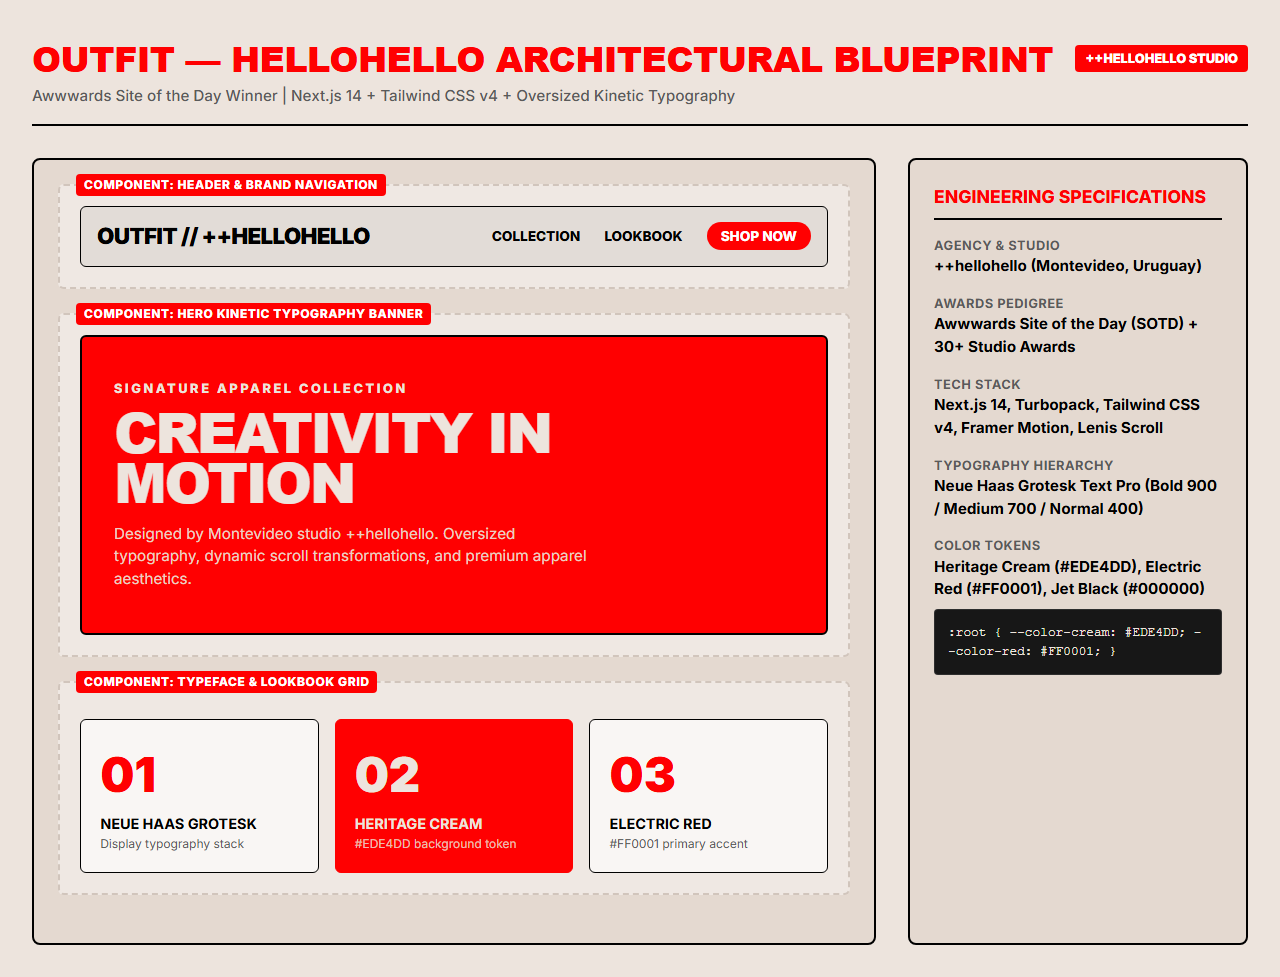 OUTFIT — HELLOHELLO ARCHITECTURAL BLUEPRINT
++HELLOHELLO STUDIO
Awwwards Site of the Day Winner | Next.js 14 + Tailwind CSS v4 + Oversized Kinetic Typography
COMPONENT: HEADER & BRAND NAVIGATION
OUTFIT // ++HELLOHELLO
COLLECTION
LOOKBOOK
SHOP NOW
COMPONENT: HERO KINETIC TYPOGRAPHY BANNER
SIGNATURE APPAREL COLLECTION
CREATIVITY IN
MOTION
Designed by Montevideo studio ++hellohello. Oversized
typography, dynamic scroll transformations, and premium apparel
aesthetics.
COMPONENT: TYPEFACE & LOOKBOOK GRID
01
NEUE HAAS GROTESK
Display typography stack
02
HERITAGE CREAM
#EDE4DD background token
03
ELECTRIC RED
#FF0001 primary accent
ENGINEERING SPECIFICATIONS
AGENCY & STUDIO
++hellohello (Montevideo, Uruguay)
AWARDS PEDIGREE
Awwwards Site of the Day (SOTD) +
30+ Studio Awards
TECH STACK
Next.js 14, Turbopack, Tailwind CSS
v4, Framer Motion, Lenis Scroll
TYPOGRAPHY HIERARCHY
Neue Haas Grotesk Text Pro (Bold 900
/ Medium 700 / Normal 400)
COLOR TOKENS
Heritage Cream (#EDE4DD), Electric
Red (#FF0001), Jet Black (#000000)
:root { --color-cream: #EDE4DD; -
-color-red: #FF0001; }